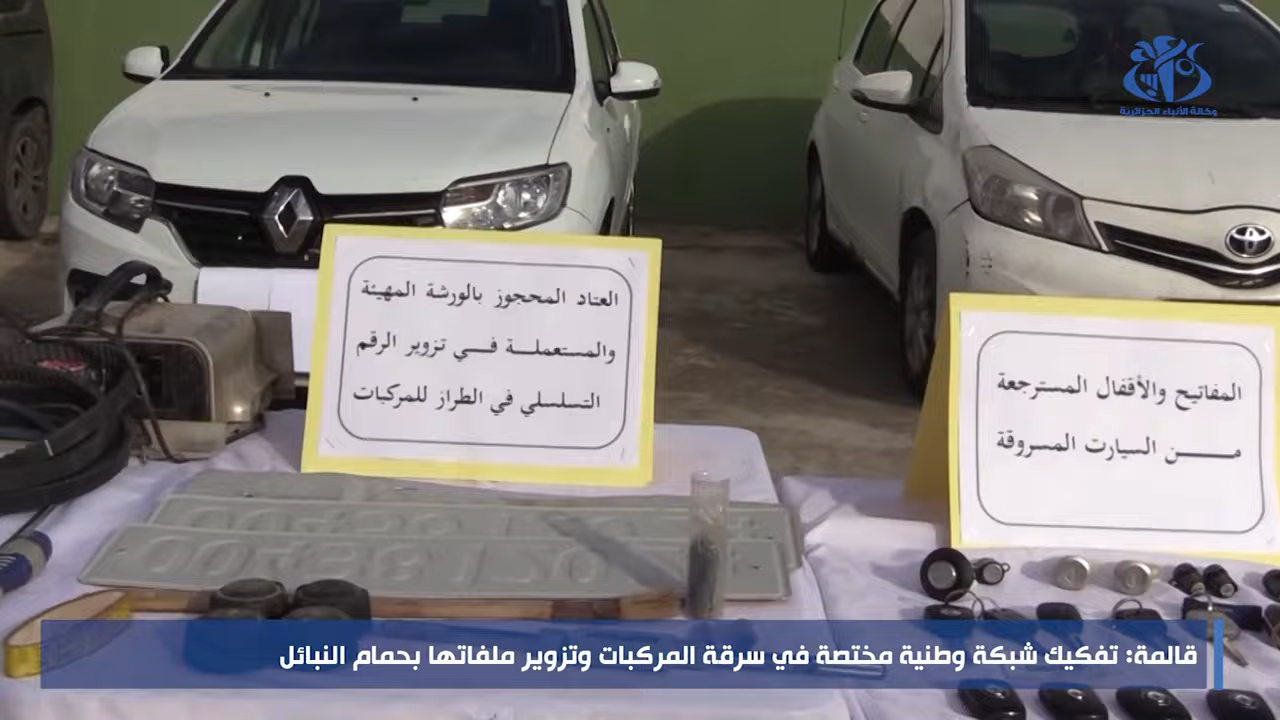 وكالة الأنباء الجزائرية
العتاد المحجوز بالورشة المهيئة
والمستعملة في تزوير الرقم
التسلسلي في الطراز للمركبات
المفاتيح والأقفال المسترجعة
من السيارت المسروقة
قالمة: تفكيك شبكة وطنية مختصة في سرقة المركبات وتزوير ملفاتها بحمام النبائل